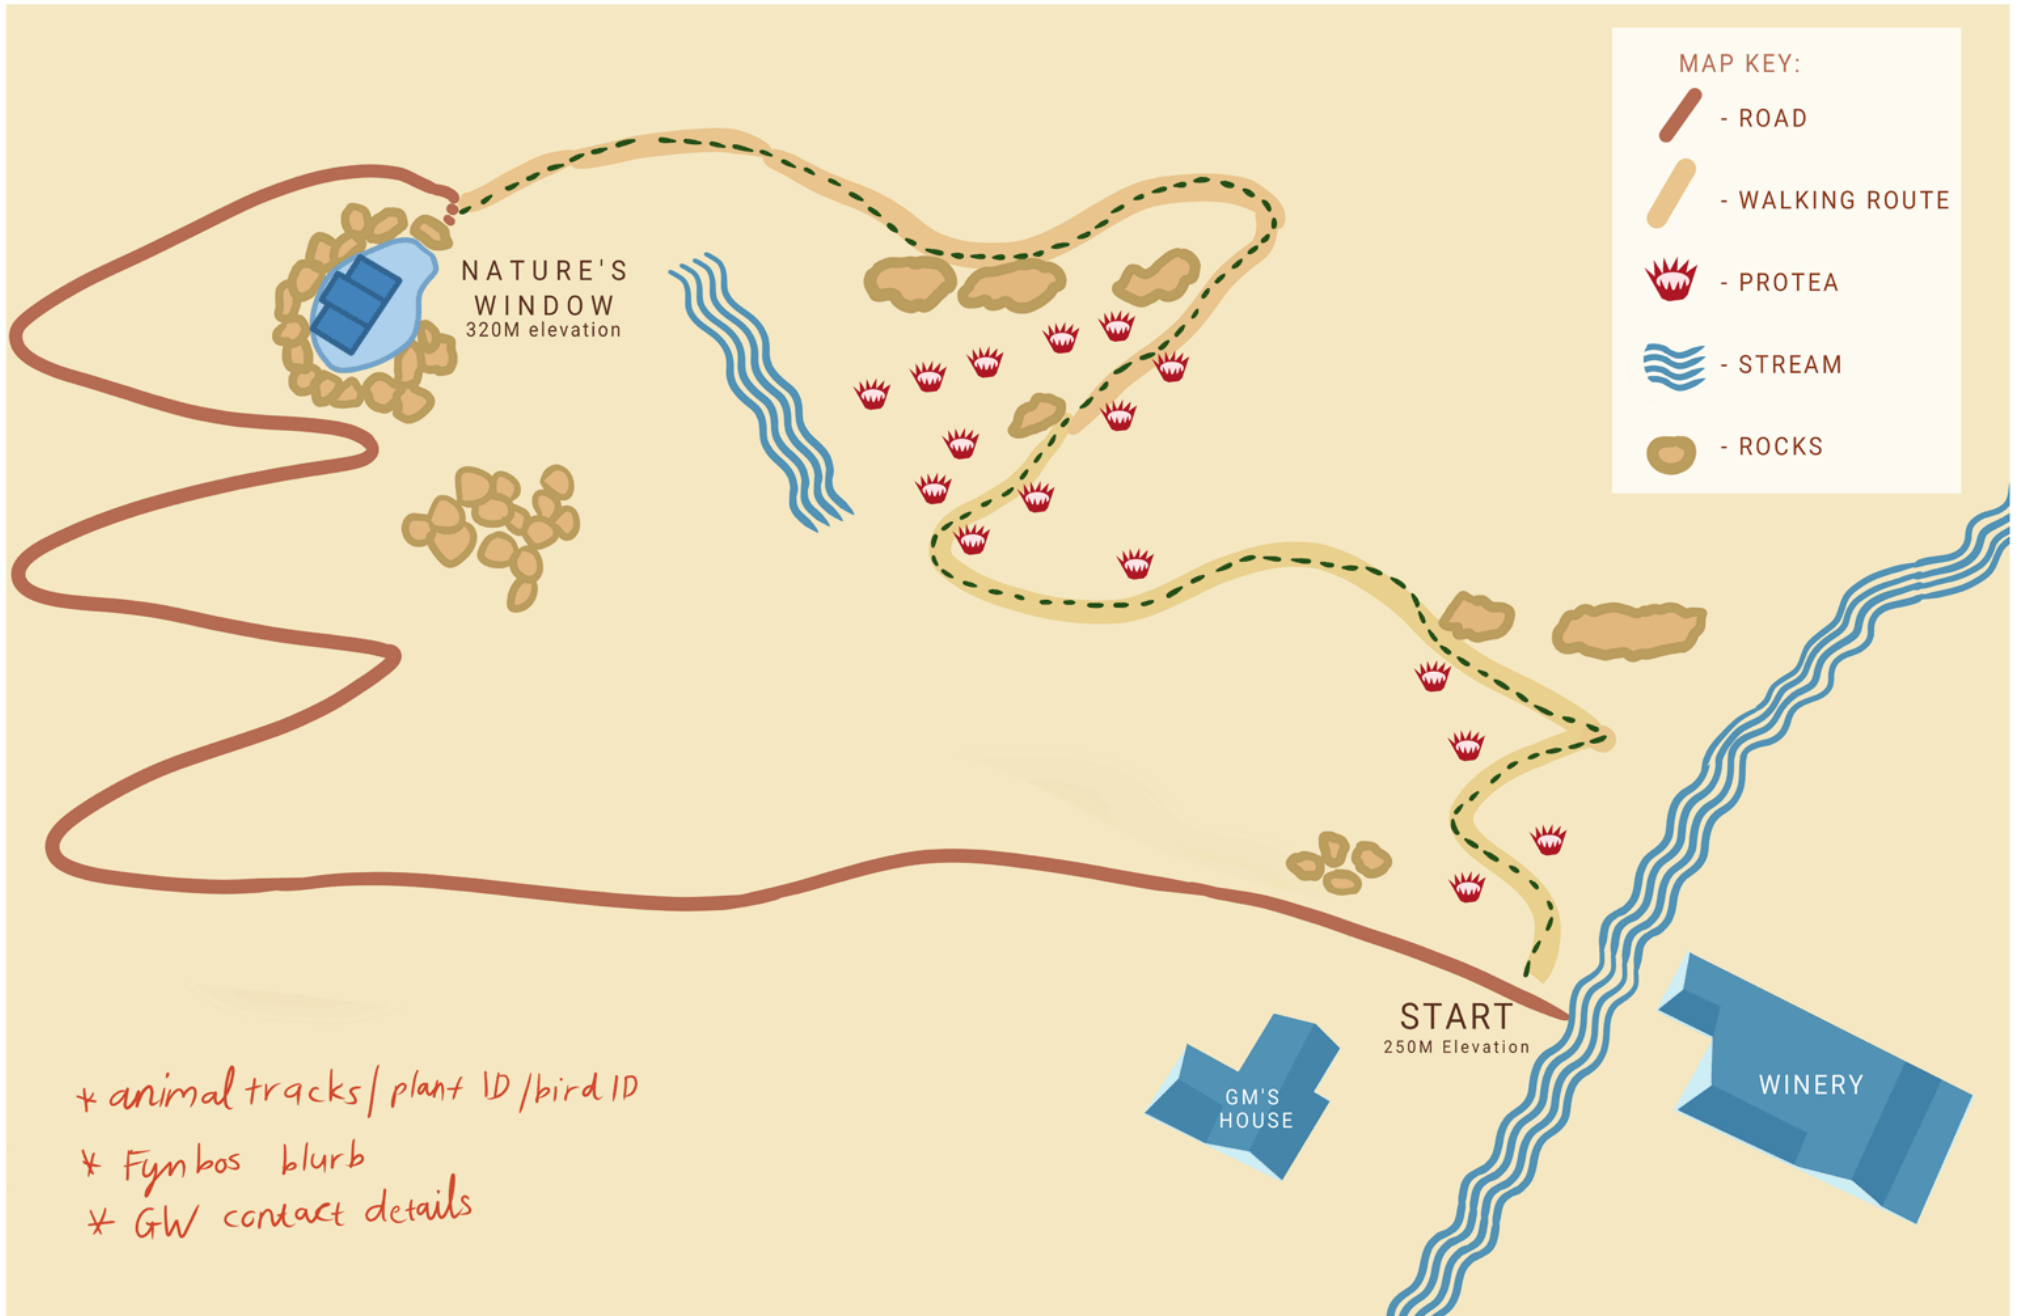 MAP KEY:
- ROAD
- WALKING ROUTE
- PROTEA
- STREAM
- ROCKS
NATURE'S
WINDOW
320M elevation
START
250M Elevation
GM'S
HOUSE
WINERY
* animal tracks/ plant ID /bird ID
* Fynbos blurb
* GW contact details